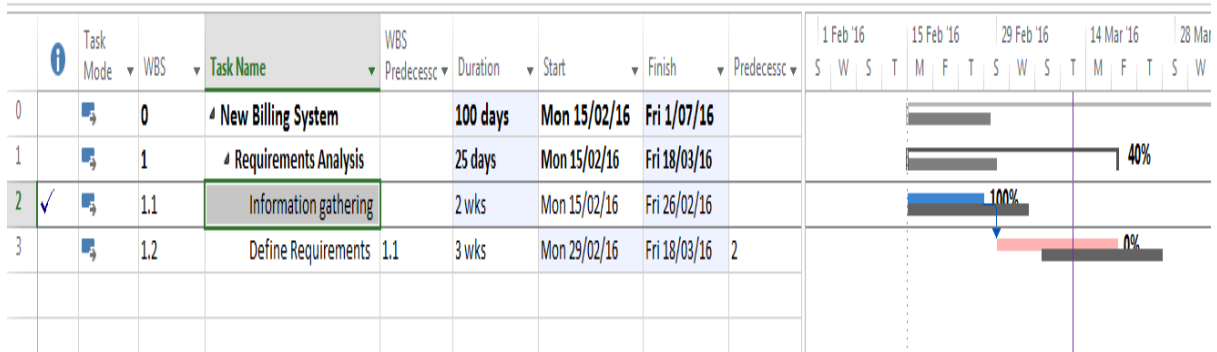 1 Feb '16 15 Feb '16 29 Feb '16 14 Mar '16 28 Mar
Task Mode WBS Task Name WBS Predecessc Duration Start Finish Predecessc S W S T M F T S W S T M F T S W
0 0 New Billing System 100 days Mon 15/02/16 Fri 1/07/16
1 1 Requirements Analysis 25 days Mon 15/02/16 Fri 18/03/16 40%
2 1.1 Information gathering 2 wks Mon 15/02/16 Fri 26/02/16 100%
3 1.2 Define Requirements 1.1 3 wks Mon 29/02/16 Fri 18/03/16 2 0%